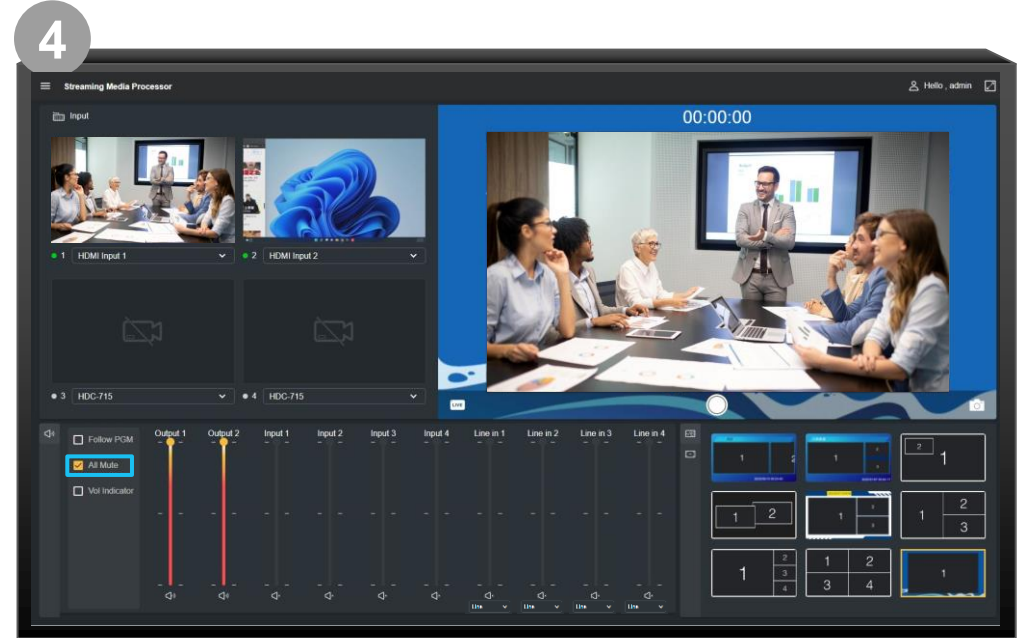 4
Streaming Media Processor
Hello , admin
Input
00:00:00
1 HDMI Input 1
2 HDMI Input 2
3 HDC-715
4 HDC-715
LIVE
Follow PGM
All Mute
Vol Indicator
Output 1 Output 2 Input 1 Input 2 Input 3 Input 4 Line in 1 Line in 2 Line in 3 Line in 4
Line Line Line Line
1 2
1
2 1
1 2
1
1 2 3
1 2 3 4
1 2 3 4
1